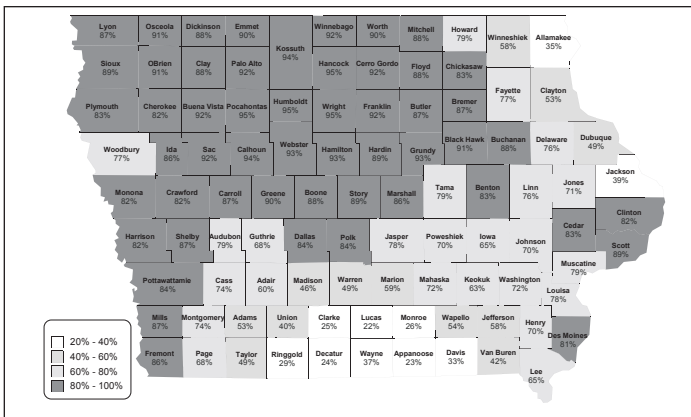 Lyon
87%
Osceola
91%
Dickinson
88%
Emmet
90%
Winnebago
92%
Worth
90%
Mitchell
88%
Howard
79%
Winneshiek
58%
Allamakee
35%
Kossuth
94%
Sioux
89%
OBrien
91%
Clay
88%
Palo Alto
92%
Hancock
95%
Cerro Gordo
92%
Floyd
88%
Chickasaw
83%
Fayette
77%
Clayton
53%
Plymouth
83%
Cherokee
82%
Buena Vista
92%
Pocahontas
95%
Humboldt
95%
Wright
95%
Franklin
92%
Butler
87%
Bremer
87%
Woodbury
77%
Ida
86%
Sac
92%
Calhoun
94%
Webster
93%
Hamilton
93%
Hardin
89%
Grundy
93%
Black Hawk
91%
Buchanan
88%
Delaware
76%
Dubuque
49%
Jackson
39%
Monona
82%
Crawford
82%
Carroll
87%
Greene
90%
Boone
88%
Story
89%
Marshall
86%
Tama
79%
Benton
83%
Linn
76%
Jones
71%
Clinton
82%
Harrison
82%
Shelby
87%
Audubon
79%
Guthrie
68%
Dallas
84%
Polk
84%
Jasper
78%
Poweshiek
70%
Iowa
65%
Johnson
70%
Cedar
83%
Scott
89%
Muscatine
79%
Pottawattamie
84%
Cass
74%
Adair
60%
Madison
46%
Warren
49%
Marion
59%
Mahaska
72%
Keokuk
63%
Washington
72%
Louisa
78%
Mills
87%
Montgomery
74%
Adams
53%
Union
40%
Clarke
25%
Lucas
22%
Monroe
26%
Wapello
54%
Jefferson
58%
Henry
70%
Des Moines
81%
Fremont
86%
Page
68%
Taylor
49%
Ringgold
29%
Decatur
24%
Wayne
37%
Appanoose
23%
Davis
33%
Van Buren
42%
Lee
65%
20% - 40%
40% - 60%
60% - 80%
80% - 100%